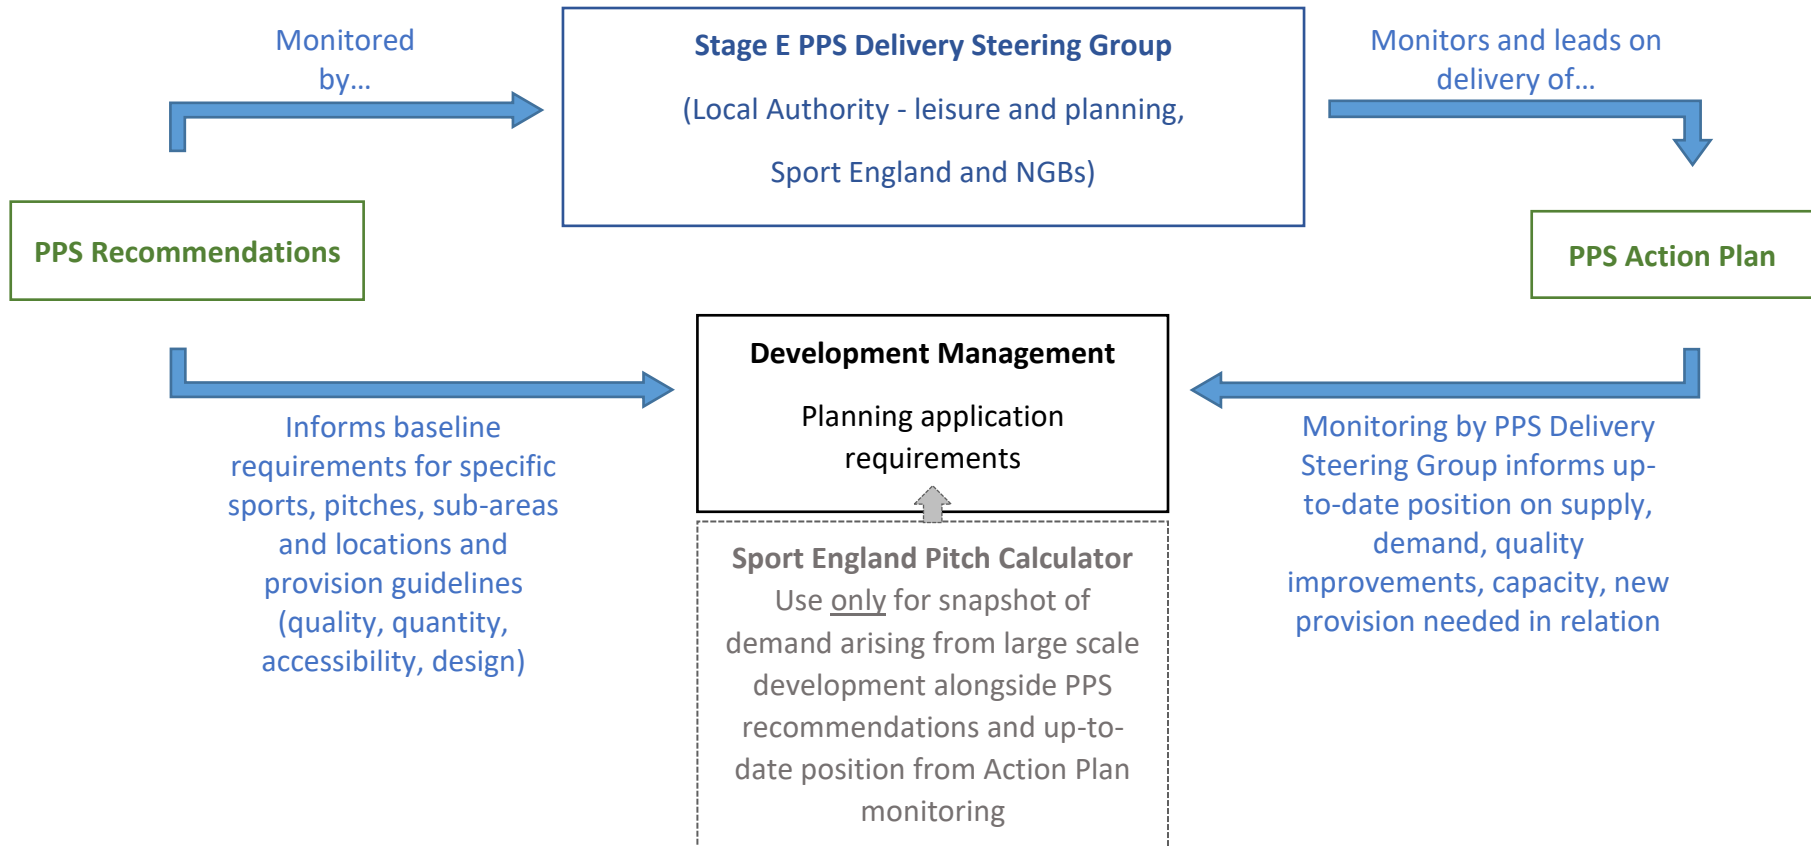 Monitored
by…
Stage E PPS Delivery Steering Group
(Local Authority - leisure and planning,
Sport England and NGBs)
Monitors and leads on
delivery of…
PPS Recommendations
PPS Action Plan
Development Management
Planning application
requirements
Informs baseline
requirements for specific
sports, pitches, sub-areas
and locations and
provision guidelines
(quality, quantity,
accessibility, design)
Monitoring by PPS Delivery
Steering Group informs up-
to-date position on supply,
demand, quality
improvements, capacity, new
provision needed in relation
Sport England Pitch Calculator
Use only for snapshot of
demand arising from large scale
development alongside PPS
recommendations and up-to-
date position from Action Plan
monitoring